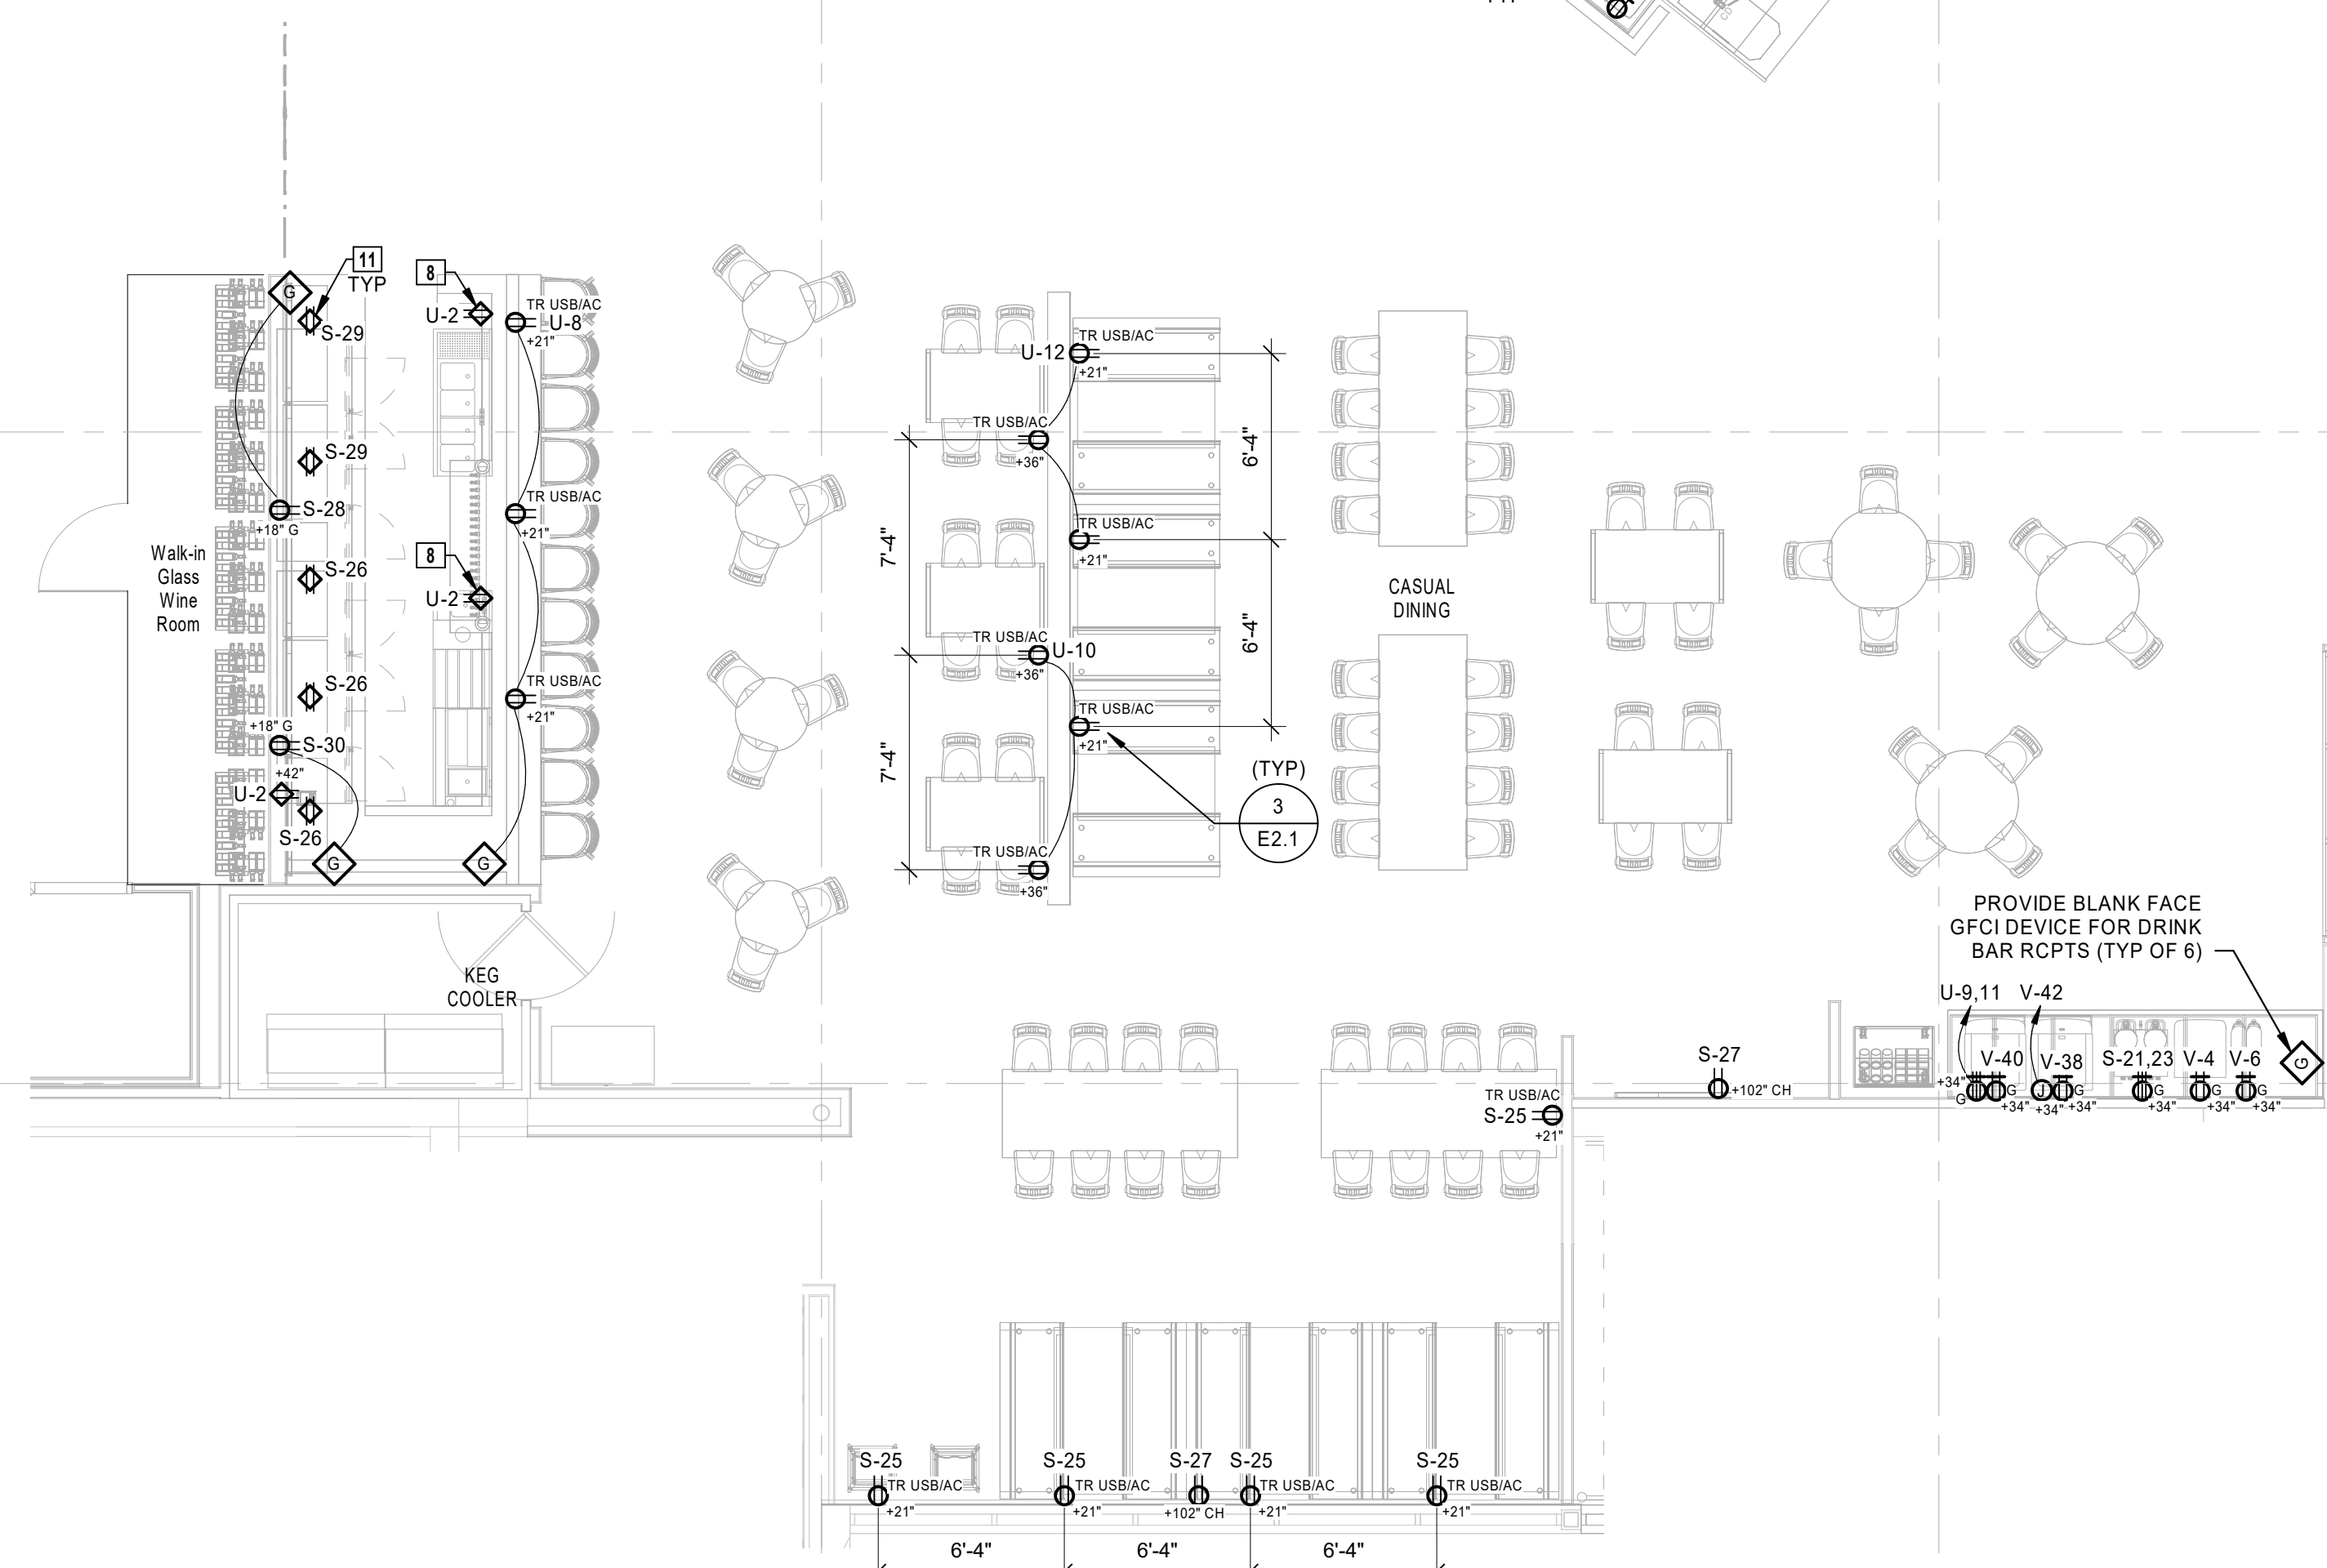 11
TYP
G
S-29
8
U-2
TR USB/AC
U-8
+21"
TR USB/AC
U-12
+21"
TR USB/AC
+36"
6'-4"
S-29
S-28
+18" G
TR USB/AC
+21"
TR USB/AC
+21"
7'-4"
Walk-in
Glass
Wine
Room
S-26
8
U-2
CASUAL
DINING
6'-4"
TR USB/AC
U-10
+36"
S-26
TR USB/AC
+21"
TR USB/AC
+21"
+18" G
S-30
+42"
U-2
S-26
7'-4"
(TYP)
3
E2.1
G
G
TR USB/AC
+36"
KEG
COOLER
PROVIDE BLANK FACE
GFCI DEVICE FOR DRINK
BAR RCPTS (TYP OF 6)
U-9,11
V-42
V-40
V-38
S-21,23
V-4
V-6
G
+34"
G
G
+34"
J
+34"
G
+34"
G
+34"
G
+34"
G
+34"
S-27
+102" CH
TR USB/AC
S-25
+21"
S-25
TR USB/AC
+21"
S-25
TR USB/AC
+21"
S-27
+102" CH
S-25
TR USB/AC
+21"
S-25
TR USB/AC
+21"
6'-4"
6'-4"
6'-4"